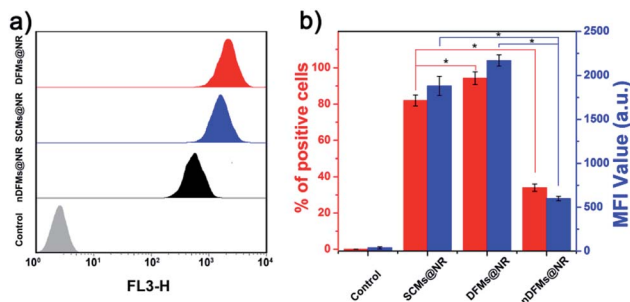 a)
DFMs@NR
SCMs@NR
nDFMs@NR
Control
10⁰ 10¹ 10² 10³ 10⁴
FL3-H
b)
% of positive cells
100
80
60
40
20
0
* *
* *
2500
2000
1500
1000
500
0
MFI Value (a.u.)
Control
SCMs@NR
DFMs@NR
nDFMs@NR